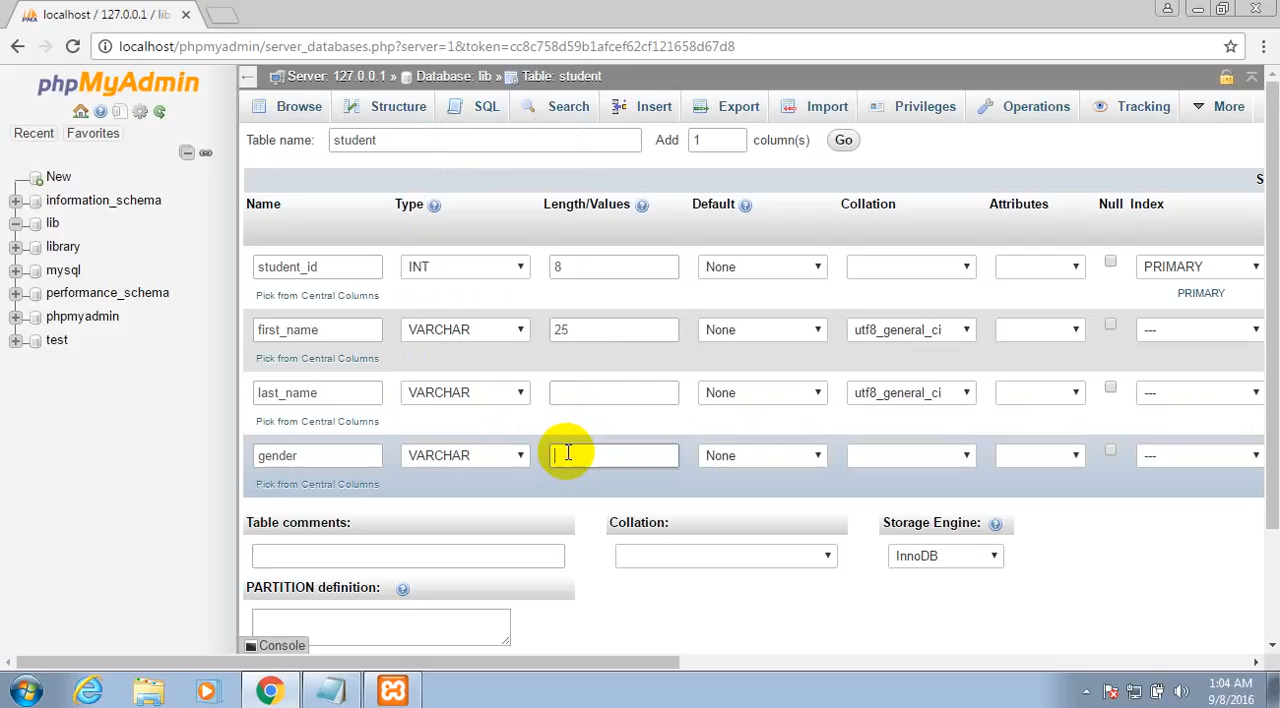 localhost / 127.0.0.1 / lib
localhost/phpmyadmin/server_databases.php?server=1&token=cc8c758d59b1afcef62cf121658d67d8
phpMyAdmin
Recent Favorites
New
information_schema
lib
library
mysql
performance_schema
phpmyadmin
test
Server: 127.0.0.1 » Database: lib » Table: student
Browse Structure SQL Search Insert Export Import Privileges Operations Tracking More
Table name: student Add 1 column(s) Go
S
Name Type Length/Values Default Collation Attributes Null Index
student_id INT 8 None PRIMARY
Pick from Central Columns PRIMARY
first_name VARCHAR 25 None utf8_general_ci ---
Pick from Central Columns
last_name VARCHAR None utf8_general_ci ---
Pick from Central Columns
gender VARCHAR None ---
Pick from Central Columns
Table comments: Collation: Storage Engine:
InnoDB
PARTITION definition:
Console
1:04 AM
9/8/2016